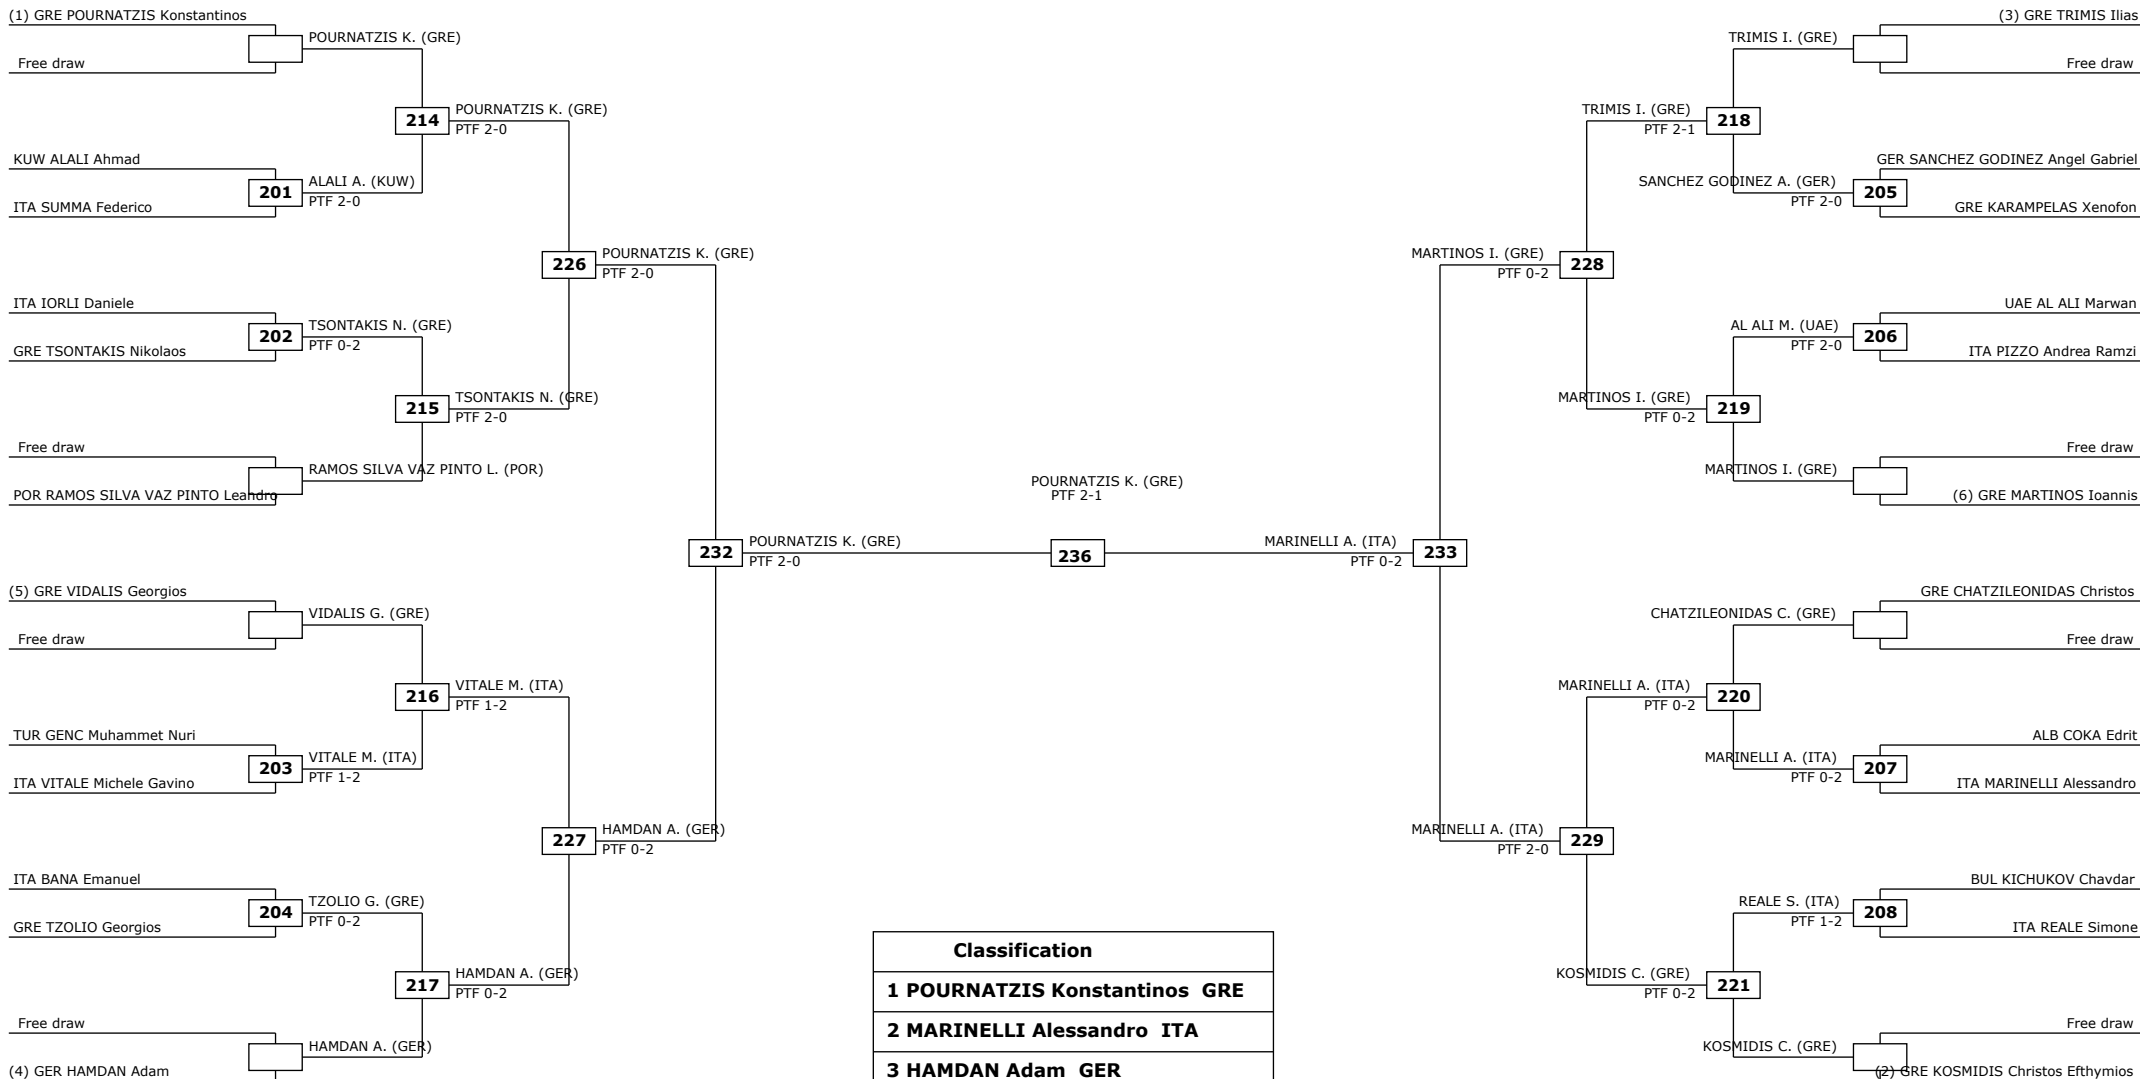 (1) GRE POURNATZIS Konstantinos
POURNATZIS K. (GRE)
Free draw
214
POURNATZIS K. (GRE)
PTF 2-0
KUW ALALI Ahmad
201
ALALI A. (KUW)
PTF 2-0
ITA SUMMA Federico
226
POURNATZIS K. (GRE)
PTF 2-0
ITA IORLI Daniele
202
TSONTAKIS N. (GRE)
PTF 0-2
GRE TSONTAKIS Nikolaos
215
TSONTAKIS N. (GRE)
PTF 2-0
Free draw
RAMOS SILVA VAZ PINTO L. (POR)
POR RAMOS SILVA VAZ PINTO Leandro
232
POURNATZIS K. (GRE)
PTF 2-0
(5) GRE VIDALIS Georgios
VIDALIS G. (GRE)
Free draw
216
VITALE M. (ITA)
PTF 1-2
TUR GENC Muhammet Nuri
203
VITALE M. (ITA)
PTF 1-2
ITA VITALE Michele Gavino
227
HAMDAN A. (GER)
PTF 0-2
ITA BANA Emanuel
204
TZOLIO G. (GRE)
PTF 0-2
GRE TZOLIO Georgios
217
HAMDAN A. (GER)
PTF 0-2
Free draw
HAMDAN A. (GER)
(4) GER HAMDAN Adam
POURNATZIS K. (GRE)
PTF 2-1
236
(3) GRE TRIMIS Ilias
TRIMIS I. (GRE)
Free draw
TRIMIS I. (GRE)
PTF 2-1
218
GER SANCHEZ GODINEZ Angel Gabriel
SANCHEZ GODINEZ A. (GER)
PTF 2-0
205
GRE KARAMPELAS Xenofon
MARTINOS I. (GRE)
PTF 0-2
228
UAE AL ALI Marwan
AL ALI M. (UAE)
PTF 2-0
206
ITA PIZZO Andrea Ramzi
MARTINOS I. (GRE)
PTF 0-2
219
Free draw
MARTINOS I. (GRE)
(6) GRE MARTINOS Ioannis
MARINELLI A. (ITA)
PTF 0-2
233
GRE CHATZILEONIDAS Christos
CHATZILEONIDAS C. (GRE)
Free draw
MARINELLI A. (ITA)
PTF 0-2
220
ALB COKA Edrit
MARINELLI A. (ITA)
PTF 0-2
207
ITA MARINELLI Alessandro
MARINELLI A. (ITA)
PTF 2-0
229
BUL KICHUKOV Chavdar
REALE S. (ITA)
PTF 1-2
208
ITA REALE Simone
KOSMIDIS C. (GRE)
PTF 0-2
221
Free draw
KOSMIDIS C. (GRE)
(2) GRE KOSMIDIS Christos Efthymios
Classification
1 POURNATZIS Konstantinos GRE
2 MARINELLI Alessandro ITA
3 HAMDAN Adam GER